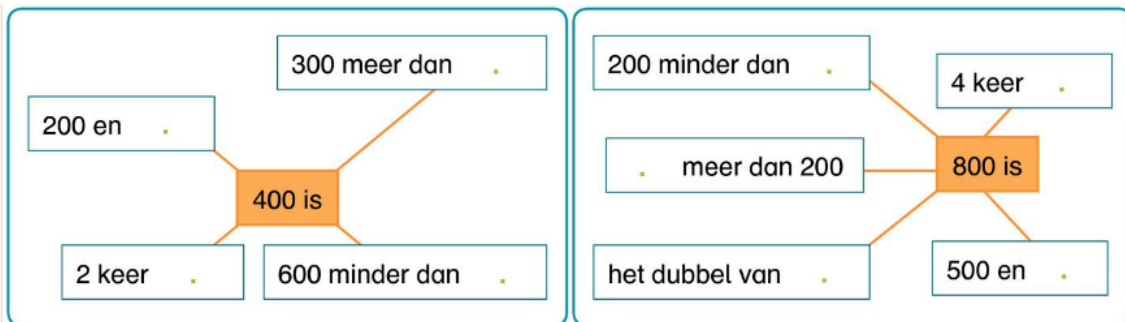 300 meer dan .
200 en .
400 is
2 keer .
600 minder dan .
200 minder dan .
4 keer .
. meer dan 200
800 is
het dubbel van .
500 en .